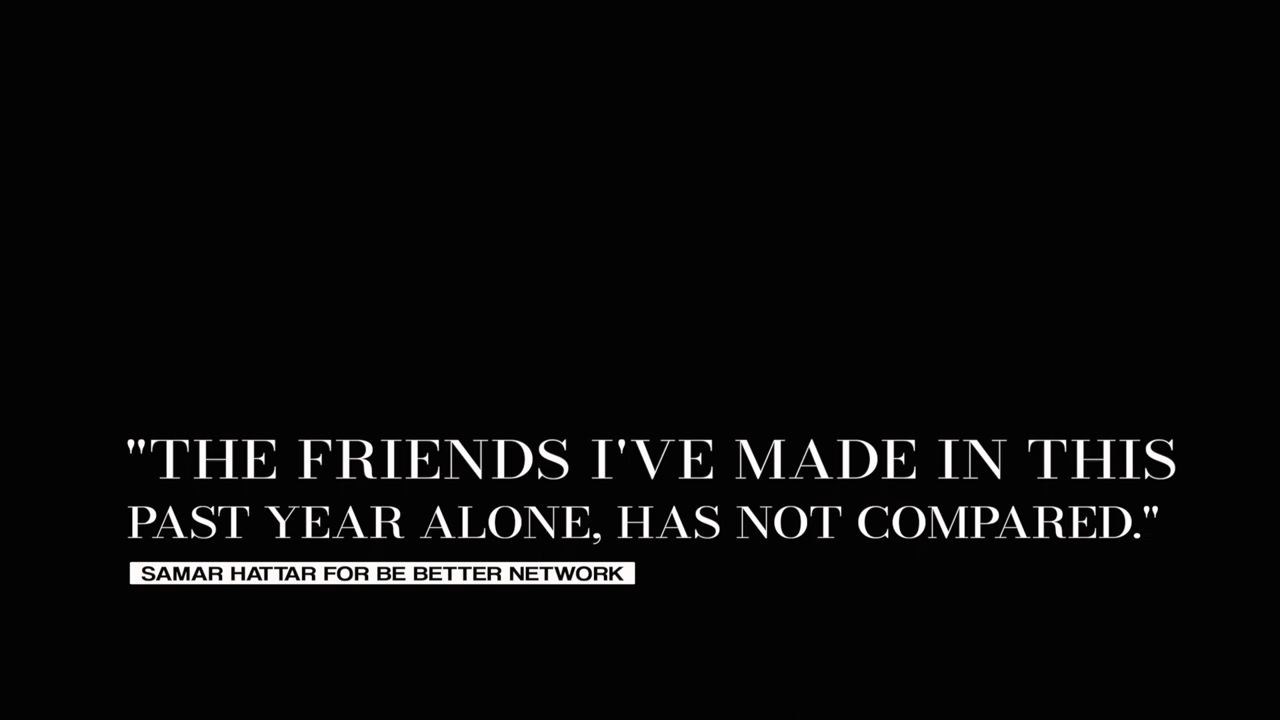 "THE FRIENDS I'VE MADE IN THIS
PAST YEAR ALONE, HAS NOT COMPARED."
SAMAR HATTAR FOR BE BETTER NETWORK